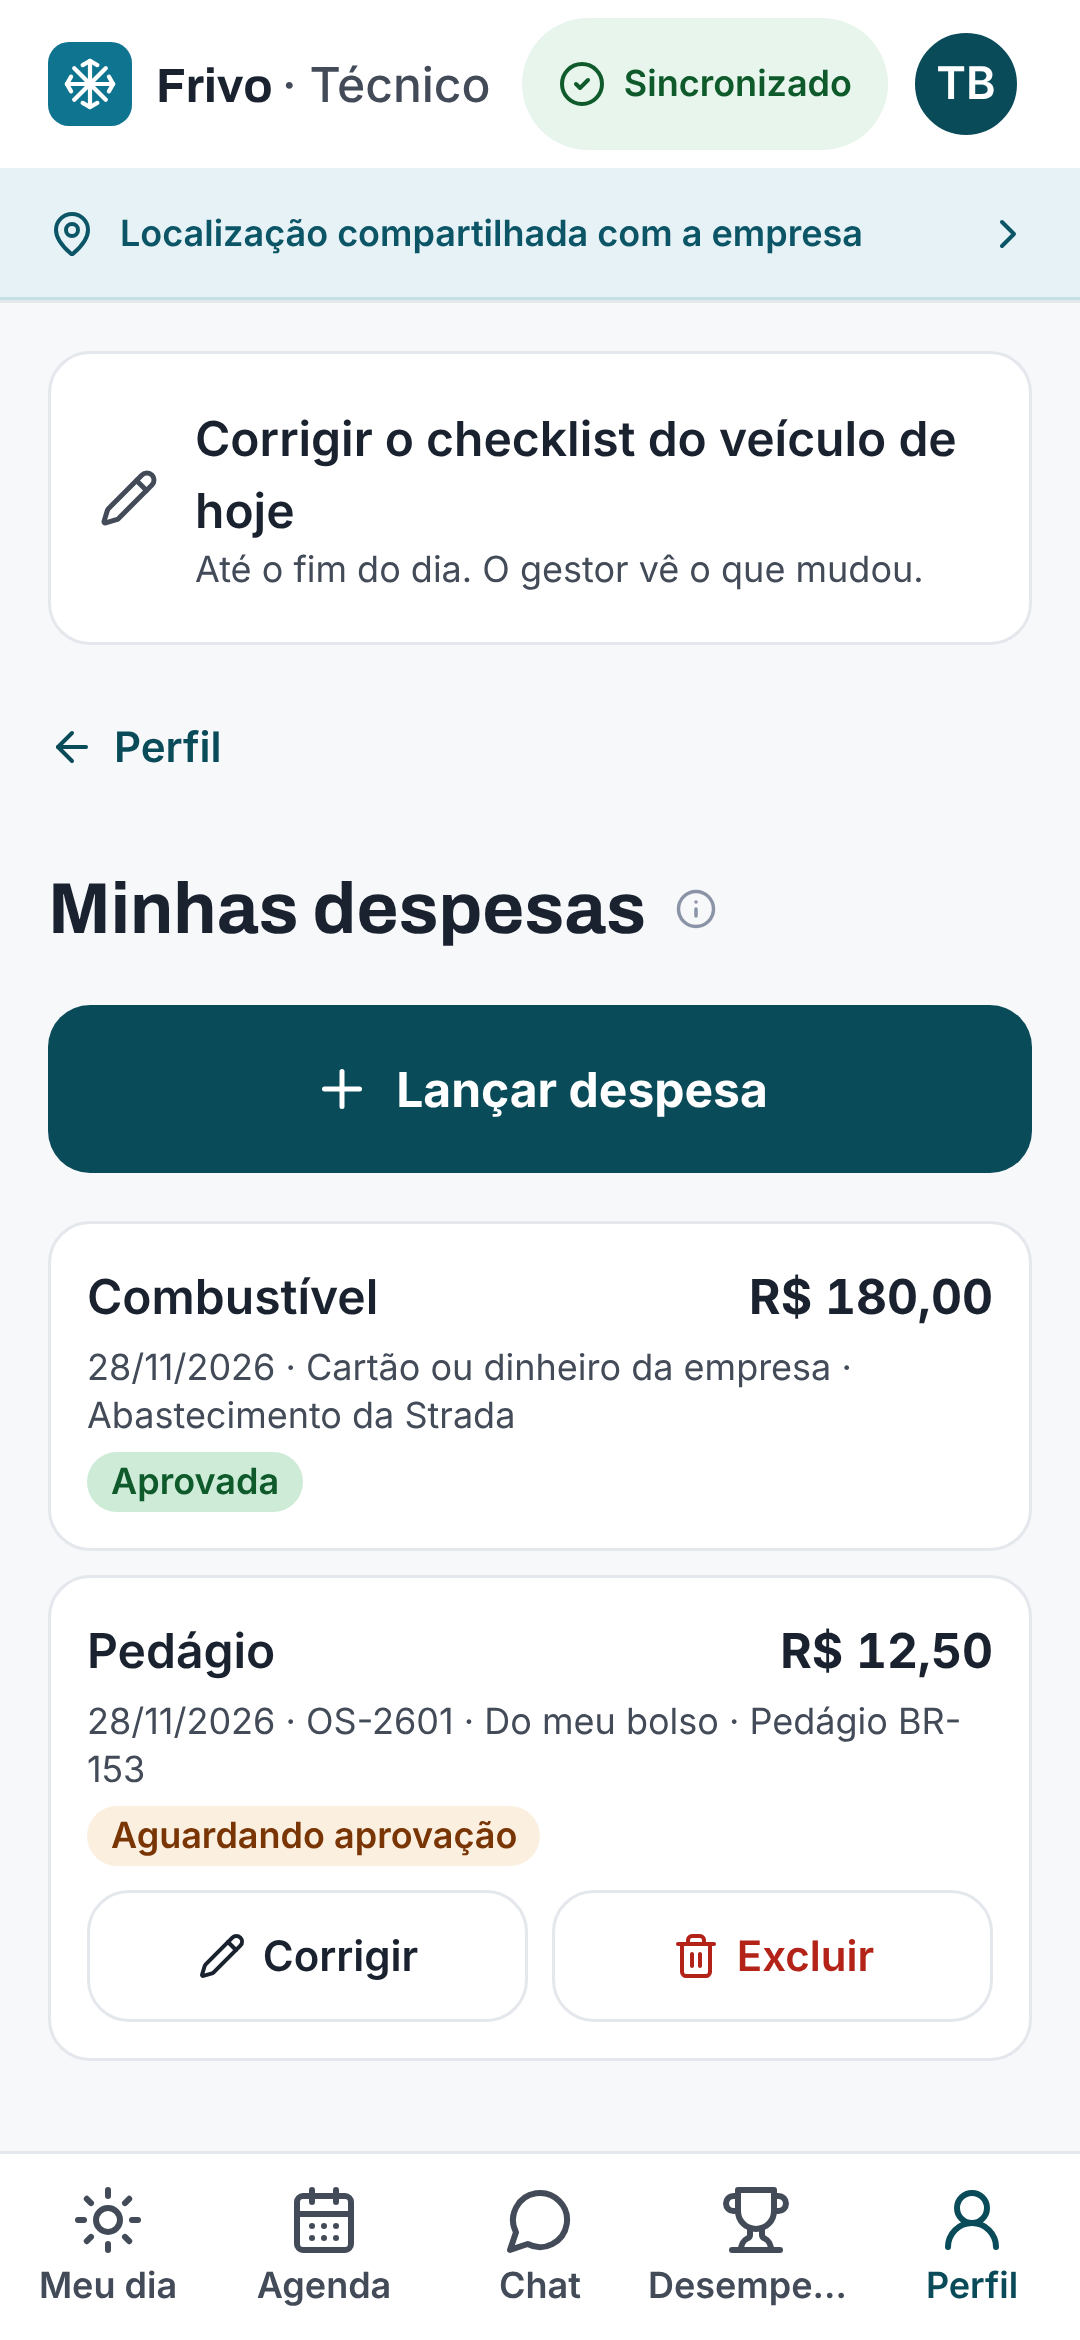 Frivo · Técnico
Sincronizado
TB
Localização compartilhada com a empresa
Corrigir o checklist do veículo de
hoje
Até o fim do dia. O gestor vê o que mudou.
Perfil
Minhas despesas
Lançar despesa
Combustível
R$ 180,00
28/11/2026 · Cartão ou dinheiro da empresa ·
Abastecimento da Strada
Aprovada
Pedágio
R$ 12,50
28/11/2026 · OS-2601 · Do meu bolso · Pedágio BR-
153
Aguardando aprovação
Corrigir
Excluir
Meu dia
Agenda
Chat
Desempe...
Perfil